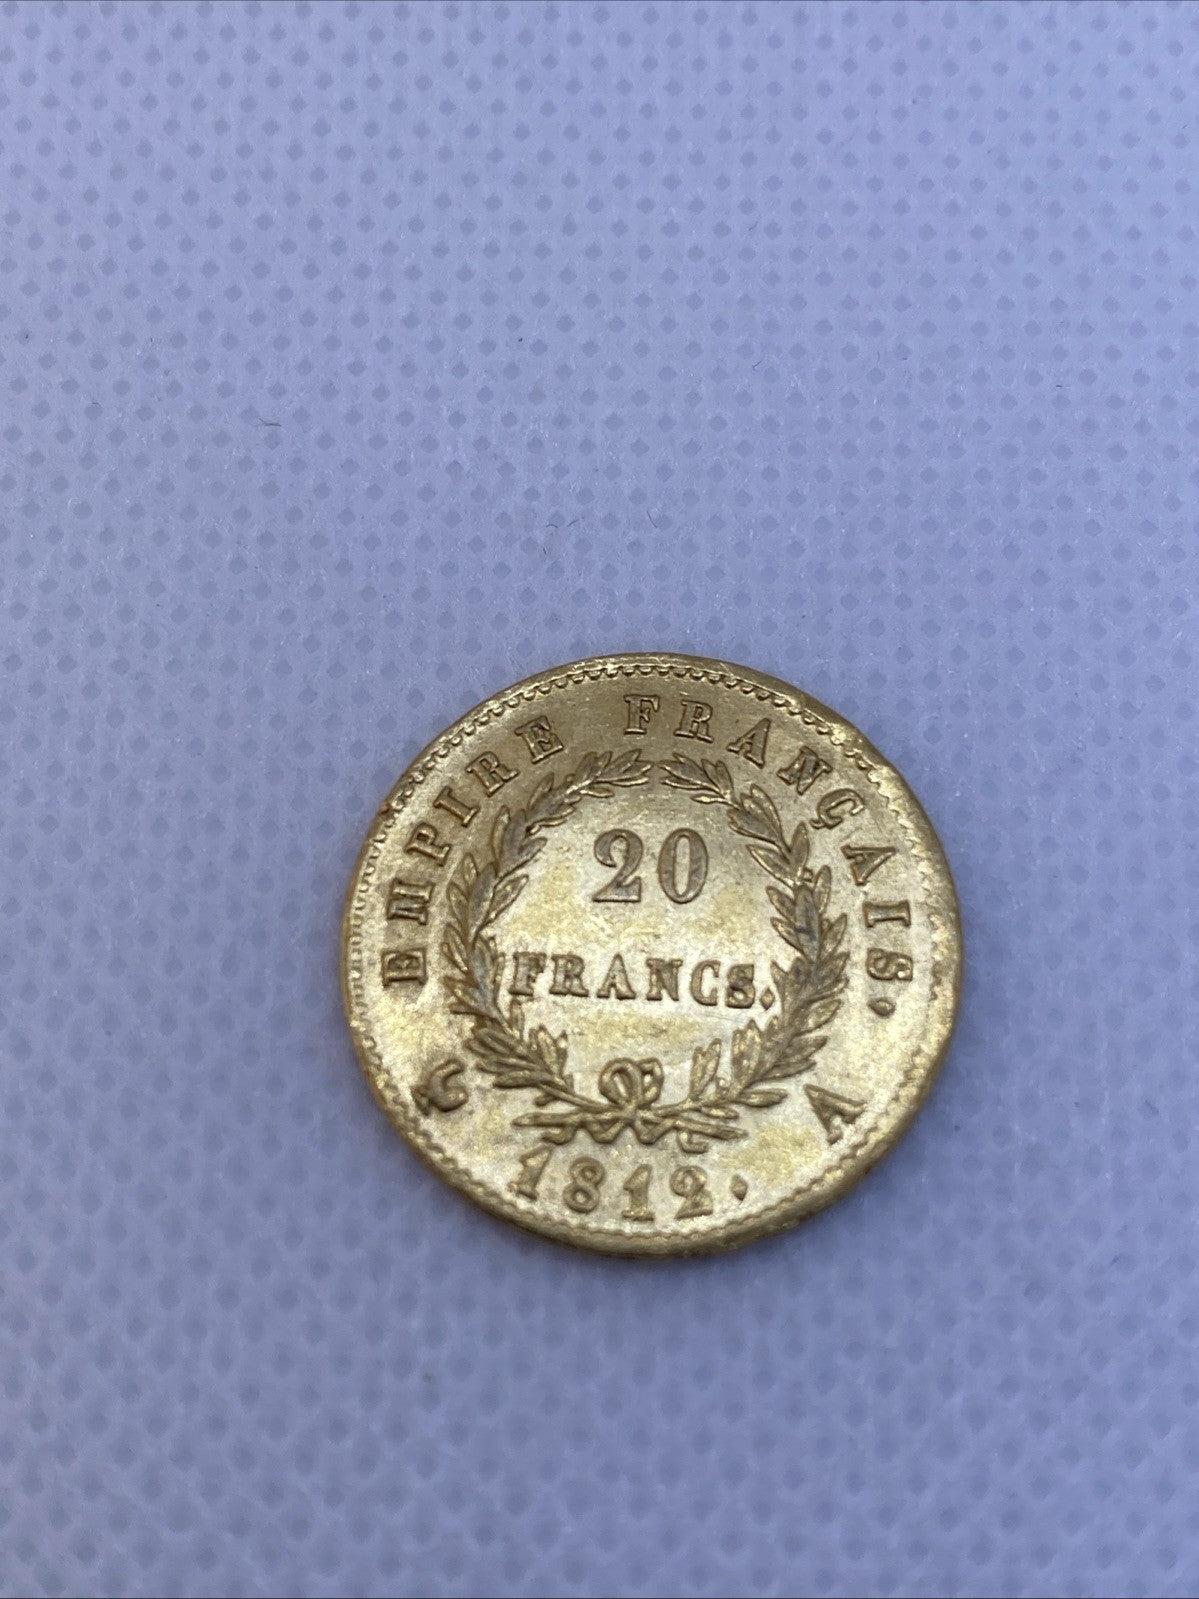 EMPIRE FRANÇAIS.
20
FRANCS.
A
1812.